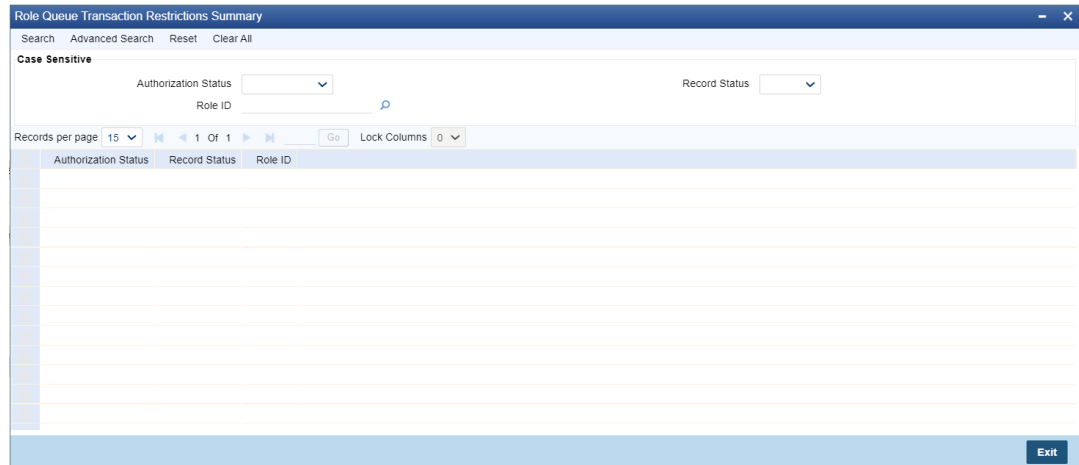 Role Queue Transaction Restrictions Summary
Search Advanced Search Reset Clear All
Case Sensitive
Authorization Status Record Status
Role ID
Records per page 15 1 Of 1 Go Lock Columns 0
Authorization Status Record Status Role ID
Exit